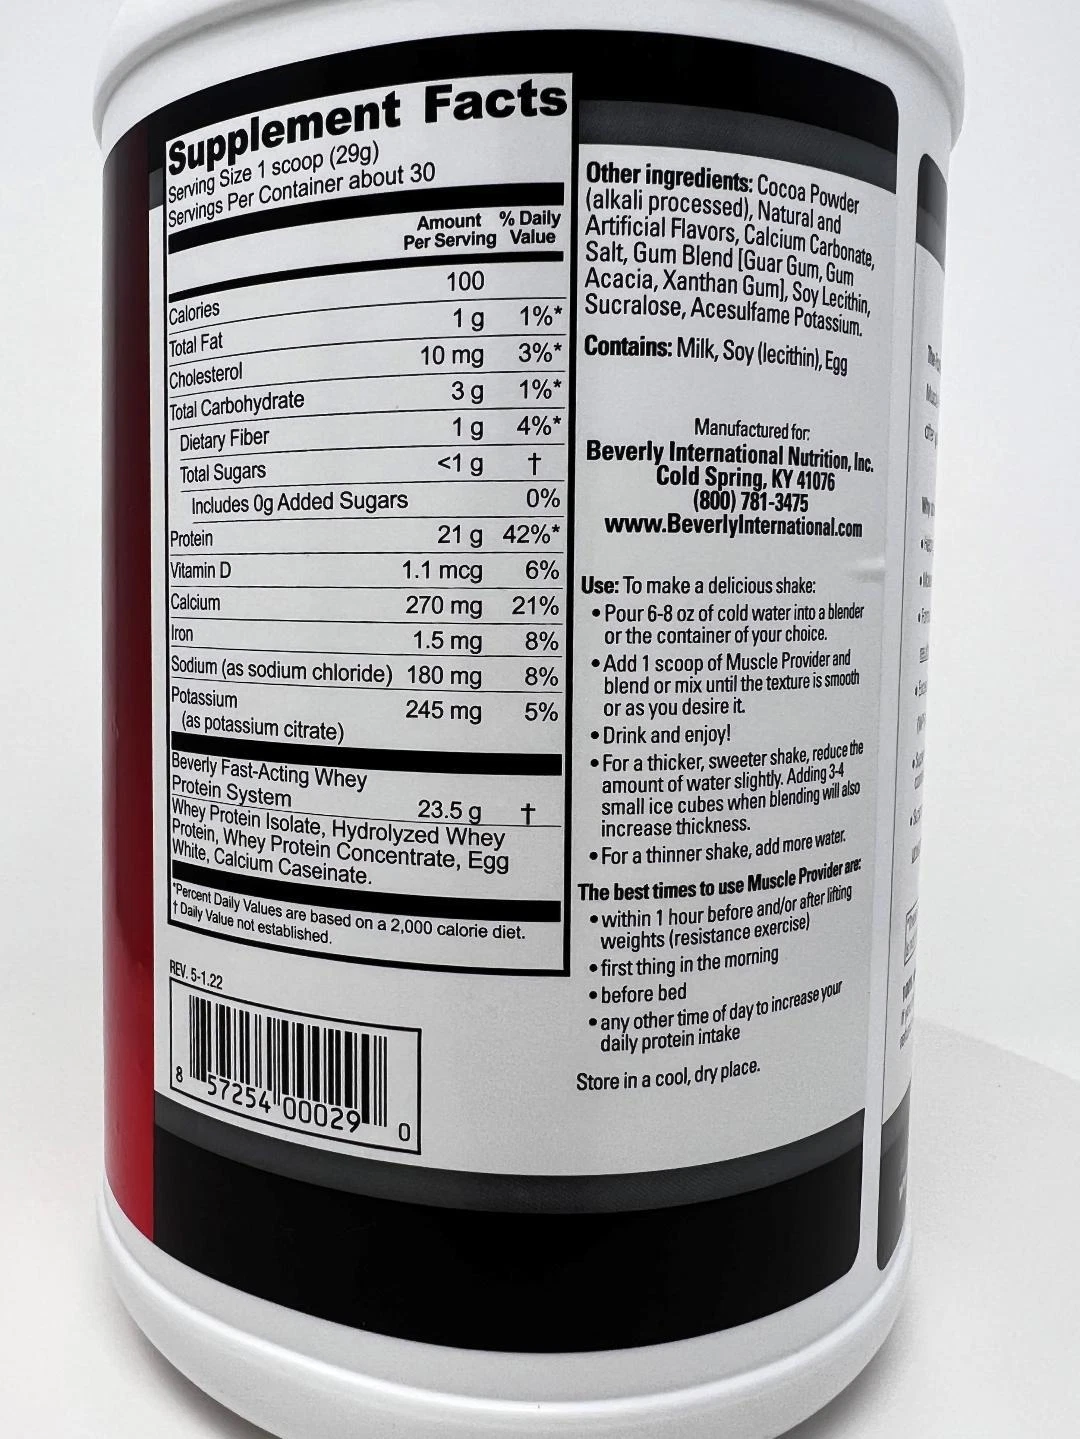 Supplement Facts
Serving Size 1 scoop (29g)
Servings Per Container about 30
Amount Per Serving % Daily Value
Calories 100
Total Fat 1 g 1%*
Cholesterol 10 mg 3%*
Total Carbohydrate 3 g 1%*
Dietary Fiber 1 g 4%*
Total Sugars <1 g †
Includes 0g Added Sugars 0%
Protein 21 g 42%*
Vitamin D 1.1 mcg 6%
Calcium 270 mg 21%
Iron 1.5 mg 8%
Sodium (as sodium chloride) 180 mg 8%
Potassium
(as potassium citrate) 245 mg 5%
Beverly Fast-Acting Whey
Protein System 23.5 g †
Whey Protein Isolate, Hydrolyzed Whey
Protein, Whey Protein Concentrate, Egg
White, Calcium Caseinate.
*Percent Daily Values are based on a 2,000 calorie diet.
† Daily Value not established.
REV. 5-1.22
8 57254 00029 0
Other ingredients: Cocoa Powder
(alkali processed), Natural and
Artificial Flavors, Calcium Carbonate,
Salt, Gum Blend [Guar Gum, Gum
Acacia, Xanthan Gum], Soy Lecithin,
Sucralose, Acesulfame Potassium.
Contains: Milk, Soy (lecithin), Egg
Manufactured for:
Beverly International Nutrition, Inc.
Cold Spring, KY 41076
(800) 781-3475
www.BeverlyInternational.com
Use: To make a delicious shake:
• Pour 6-8 oz of cold water into a blender
or the container of your choice.
• Add 1 scoop of Muscle Provider and
blend or mix until the texture is smooth
or as you desire it.
• Drink and enjoy!
• For a thicker, sweeter shake, reduce the
amount of water slightly. Adding 3-4
small ice cubes when blending will also
increase thickness.
• For a thinner shake, add more water.
The best times to use Muscle Provider are:
• within 1 hour before and/or after lifting
weights (resistance exercise)
• first thing in the morning
• before bed
• any other time of day to increase your
daily protein intake
Store in a cool, dry place.